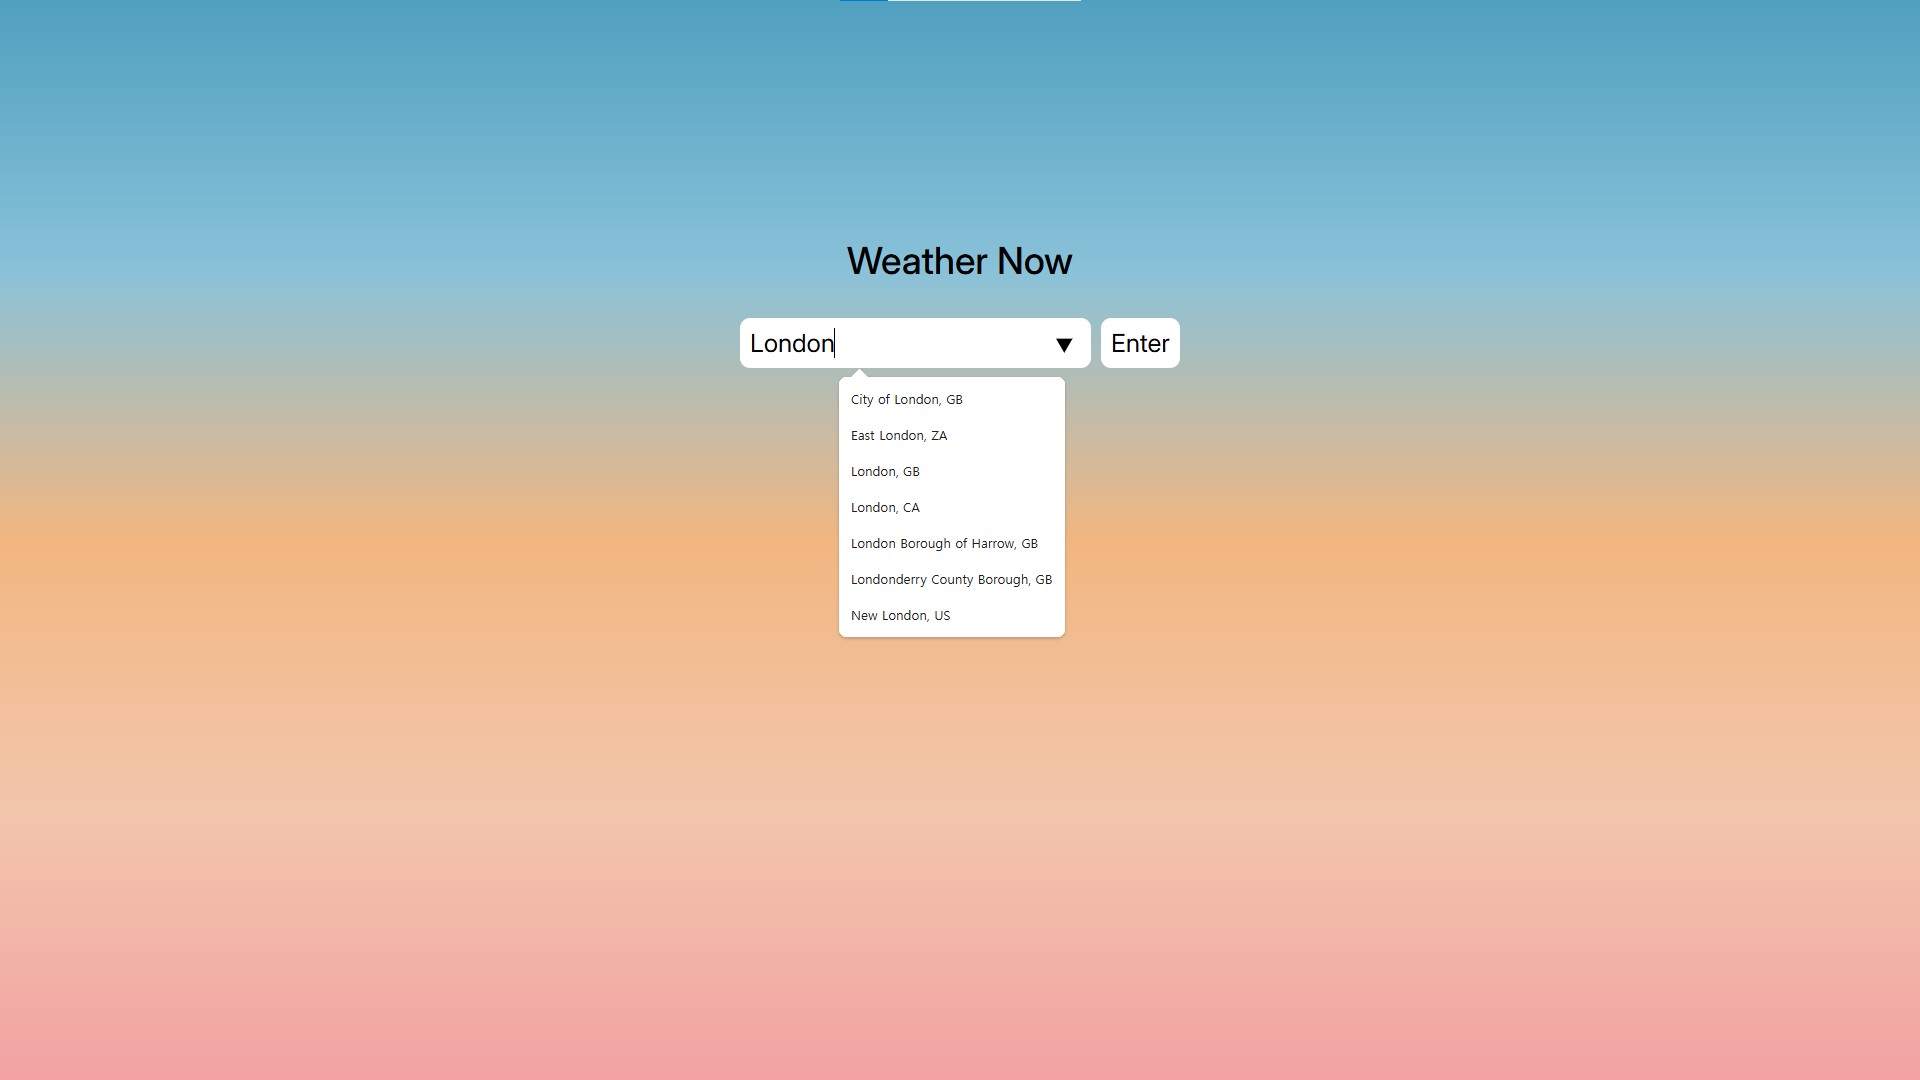 Weather Now
London
Enter
City of London, GB
East London, ZA
London, GB
London, CA
London Borough of Harrow, GB
Londonderry County Borough, GB
New London, US